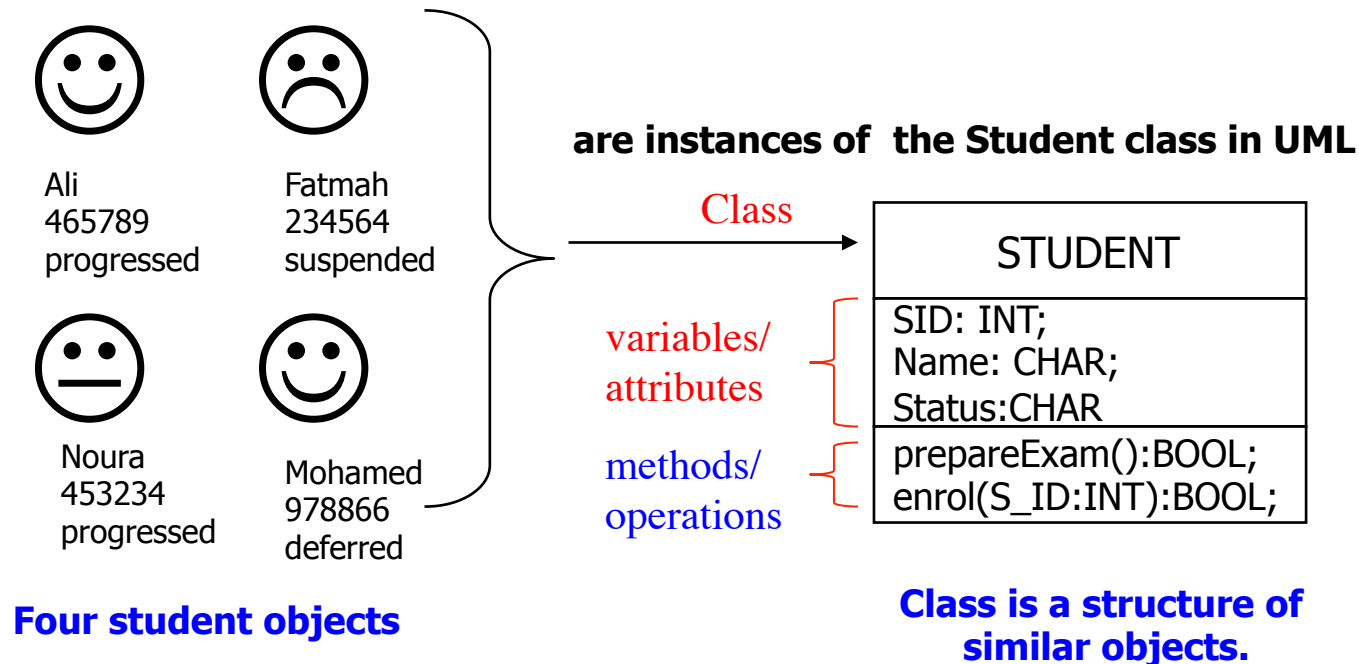 Ali
465789
progressed
Fatmah
234564
suspended
Noura
453234
progressed
Mohamed
978866
deferred
Four student objects
are instances of the Student class in UML
Class
variables/
attributes
methods/
operations
STUDENT
SID: INT;
Name: CHAR;
Status:CHAR
prepareExam():BOOL;
enrol(S_ID:INT):BOOL;
Class is a structure of
similar objects.